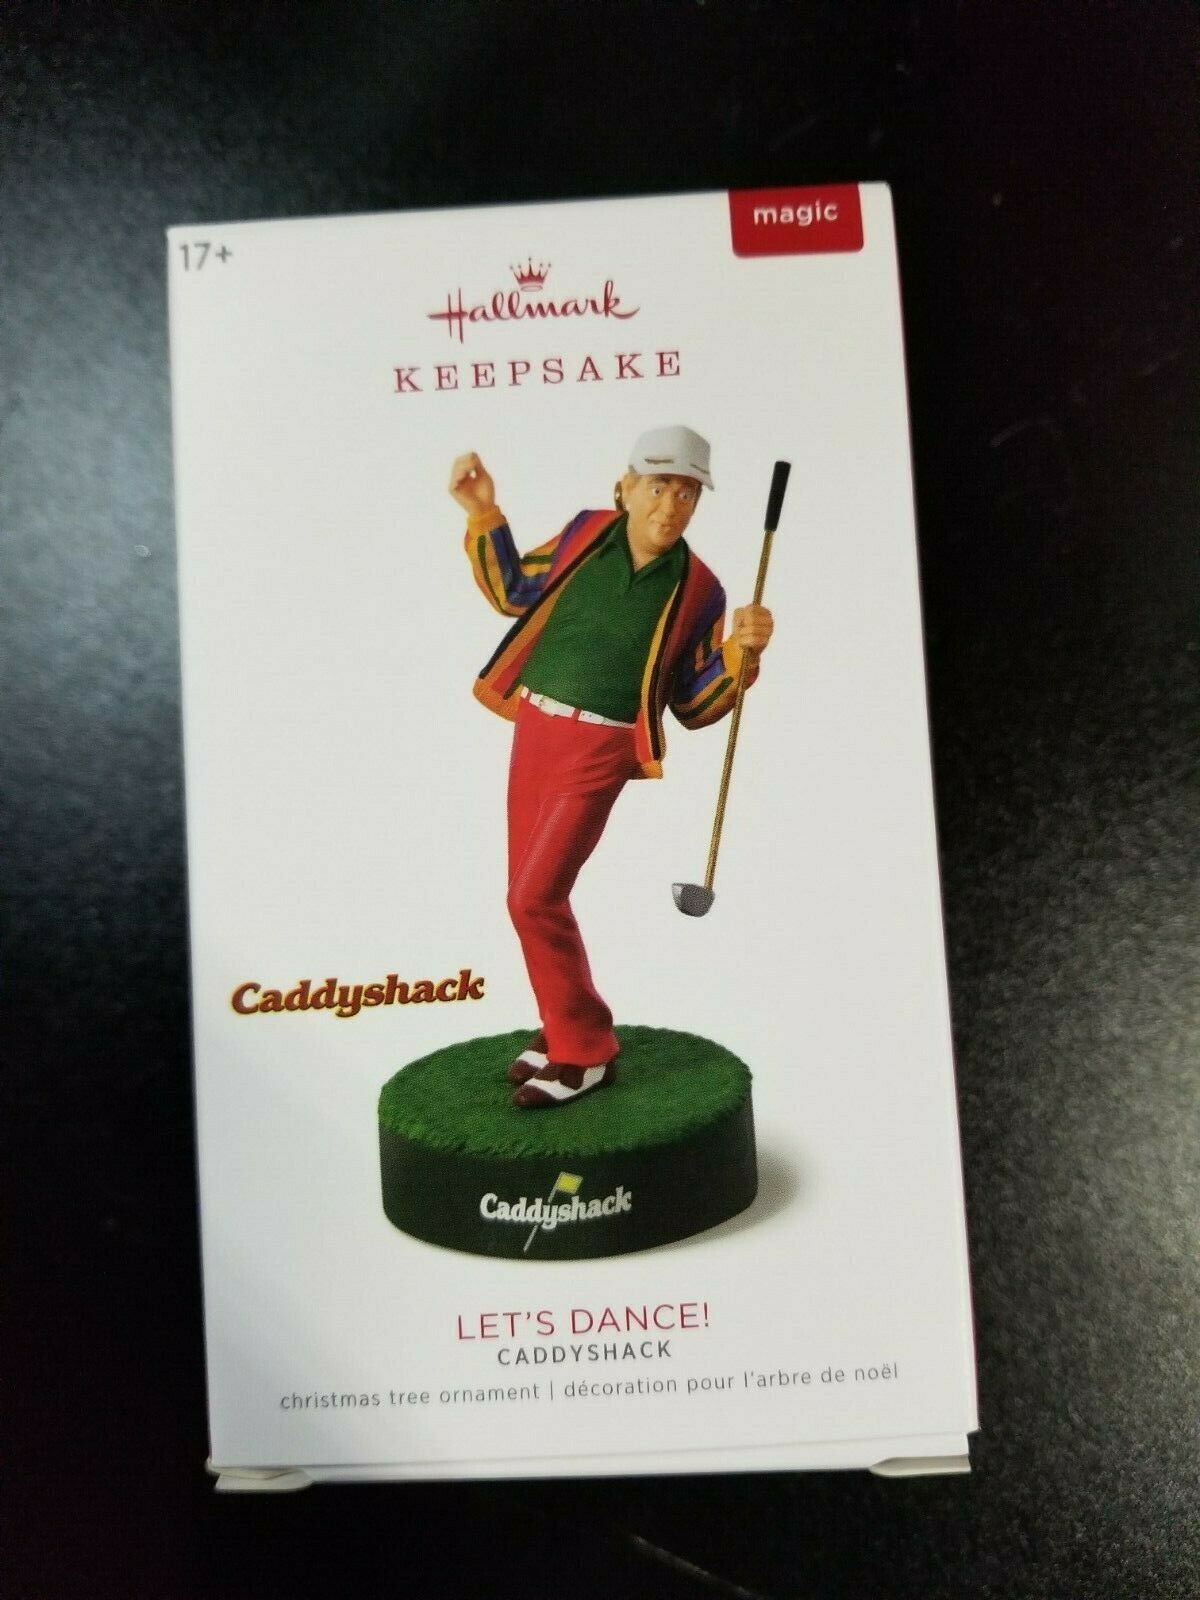 17+
magic
Hallmark
KEEPSAKE
Caddyshack
Caddyshack
LET'S DANCE!
CADDYSHACK
christmas tree ornament | décoration pour l'arbre de noël